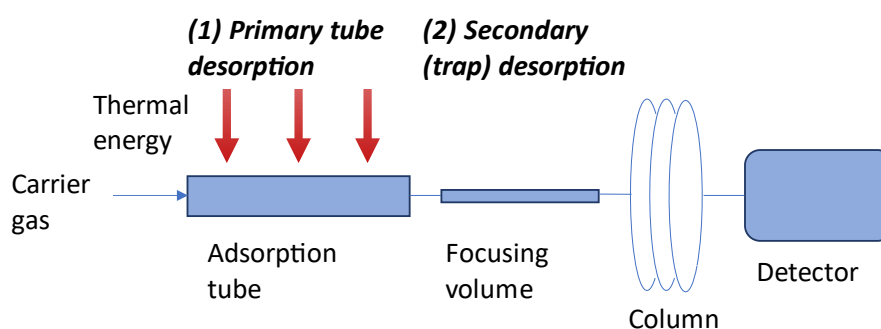 (1) Primary tube
desorption
(2) Secondary
(trap) desorption
Thermal
energy
Carrier
gas
Adsorption
tube
Focusing
volume
Column
Detector